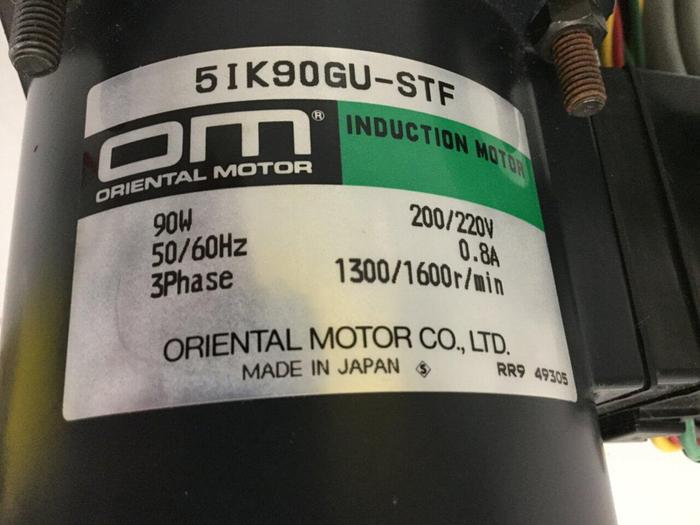 5IK90GU-STF
om®
ORIENTAL MOTOR
INDUCTION MOTOR
90W 200/220V
50/60Hz 0.8A
3Phase 1300/1600r/min
ORIENTAL MOTOR CO., LTD.
MADE IN JAPAN S RR9 49305